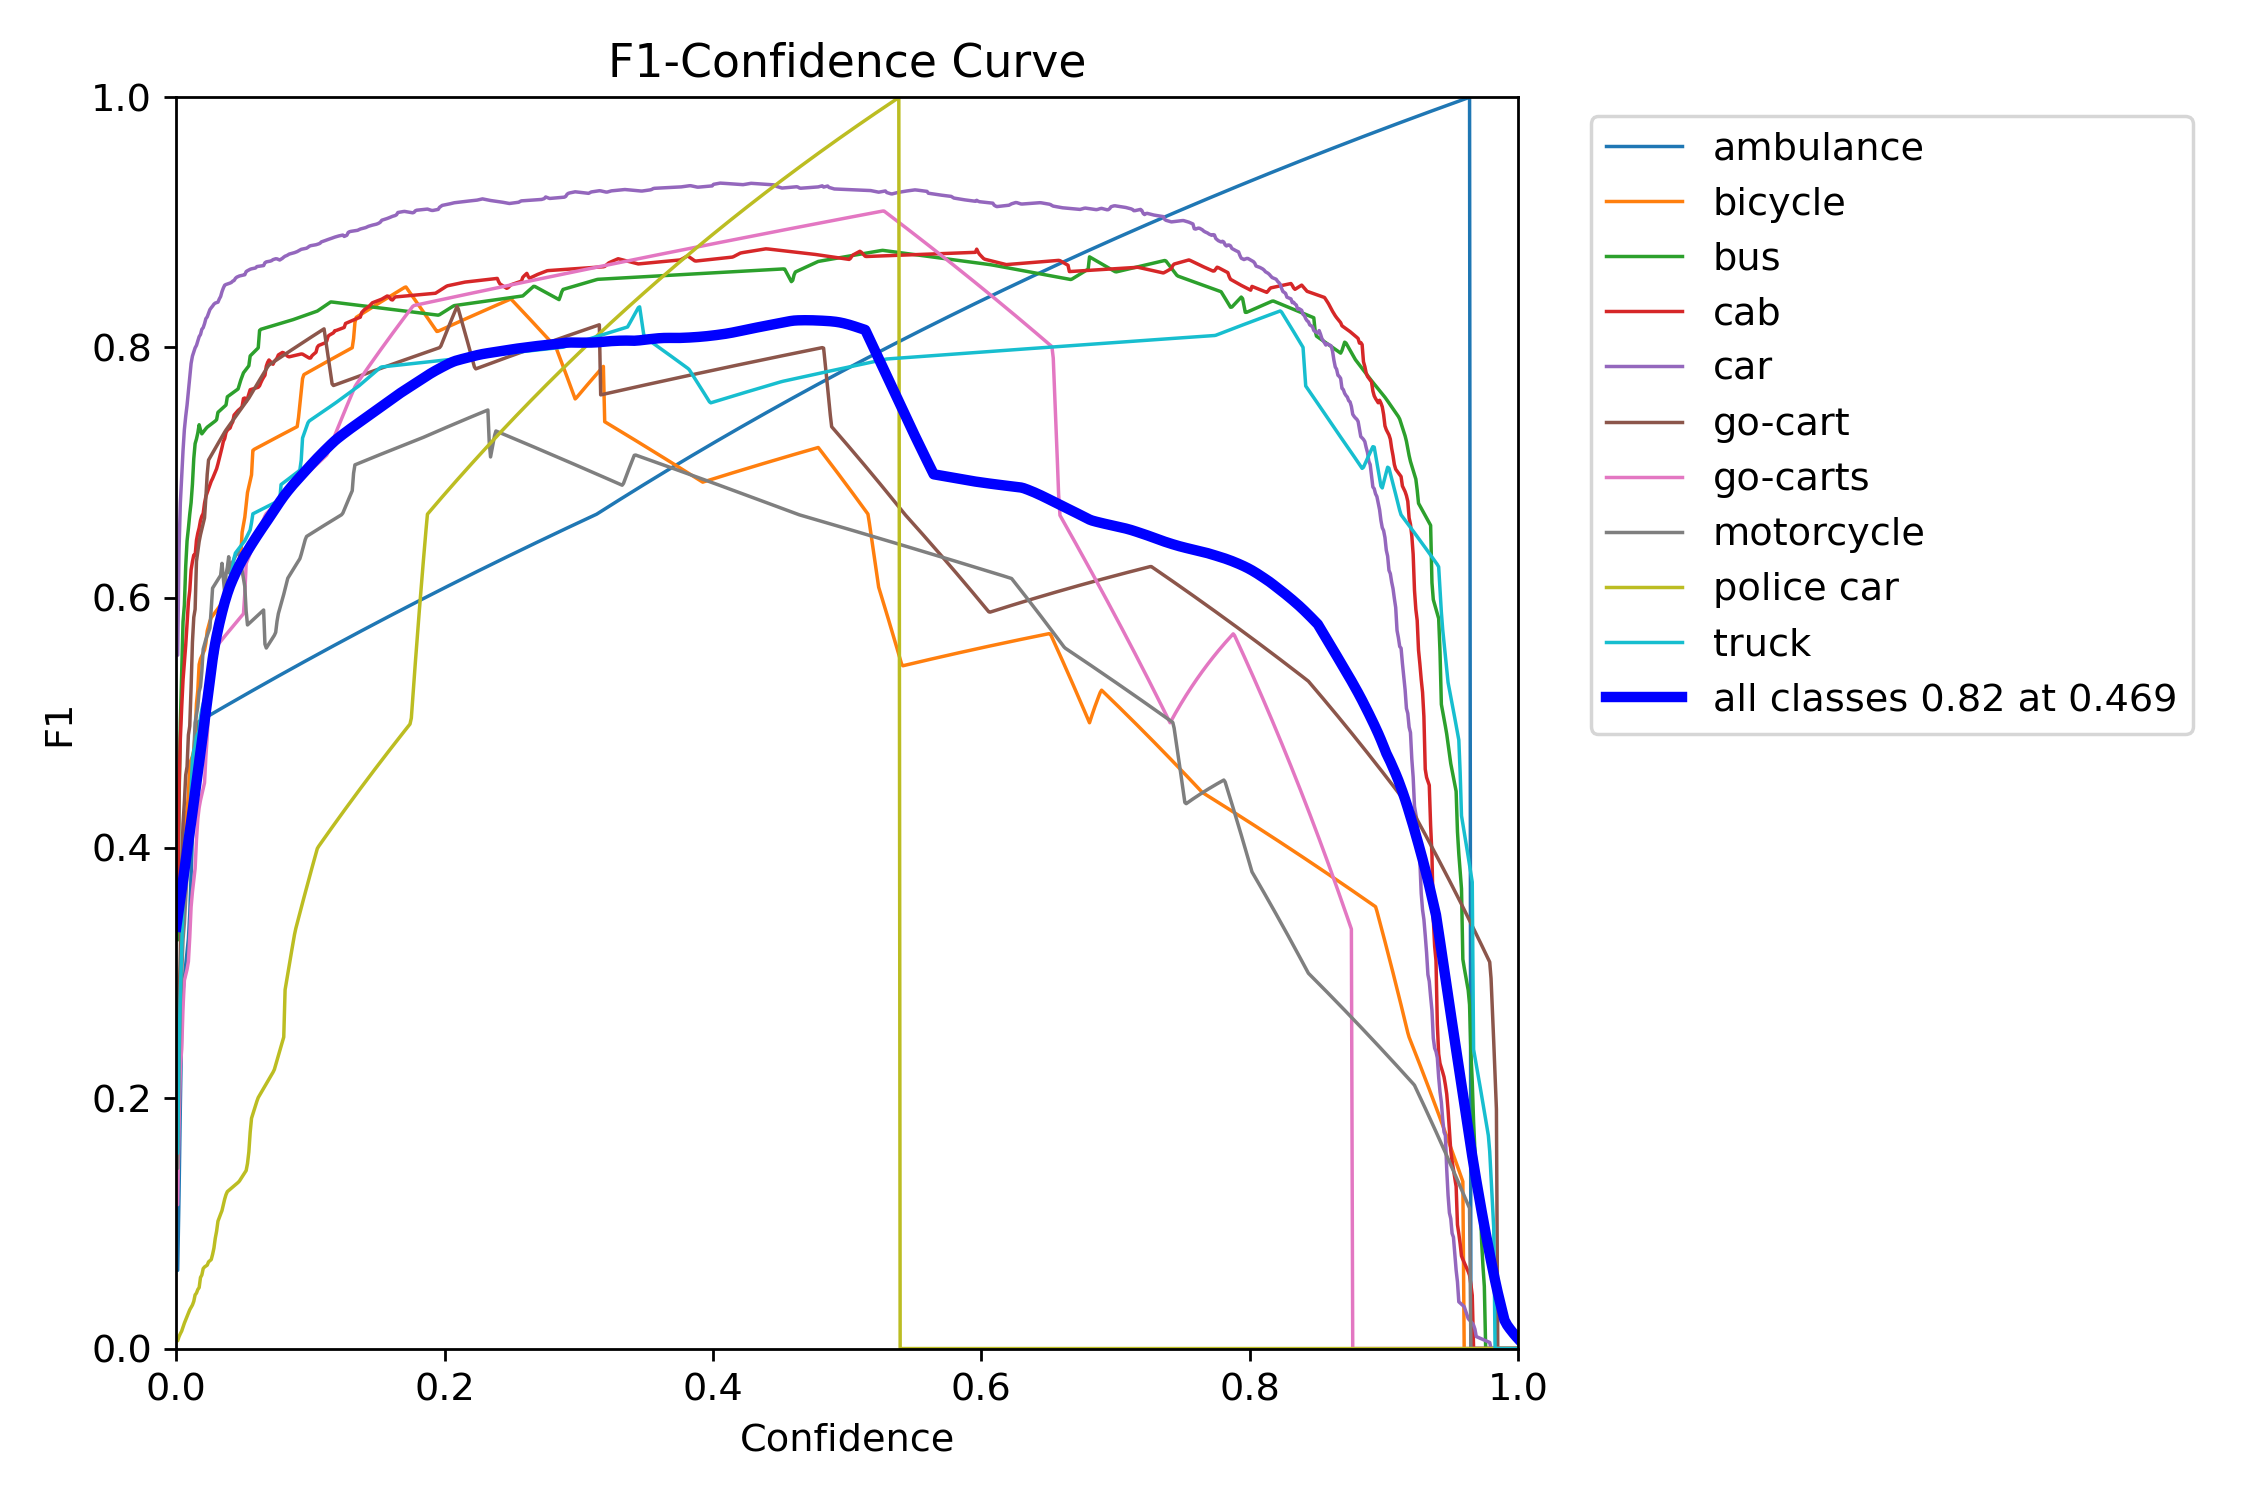 F1-Confidence Curve
1.0
0.8
0.6
0.4
0.2
0.0
F1
0.0 0.2 0.4 0.6 0.8 1.0
Confidence
ambulance
bicycle
bus
cab
car
go-cart
go-carts
motorcycle
police car
truck
all classes 0.82 at 0.469